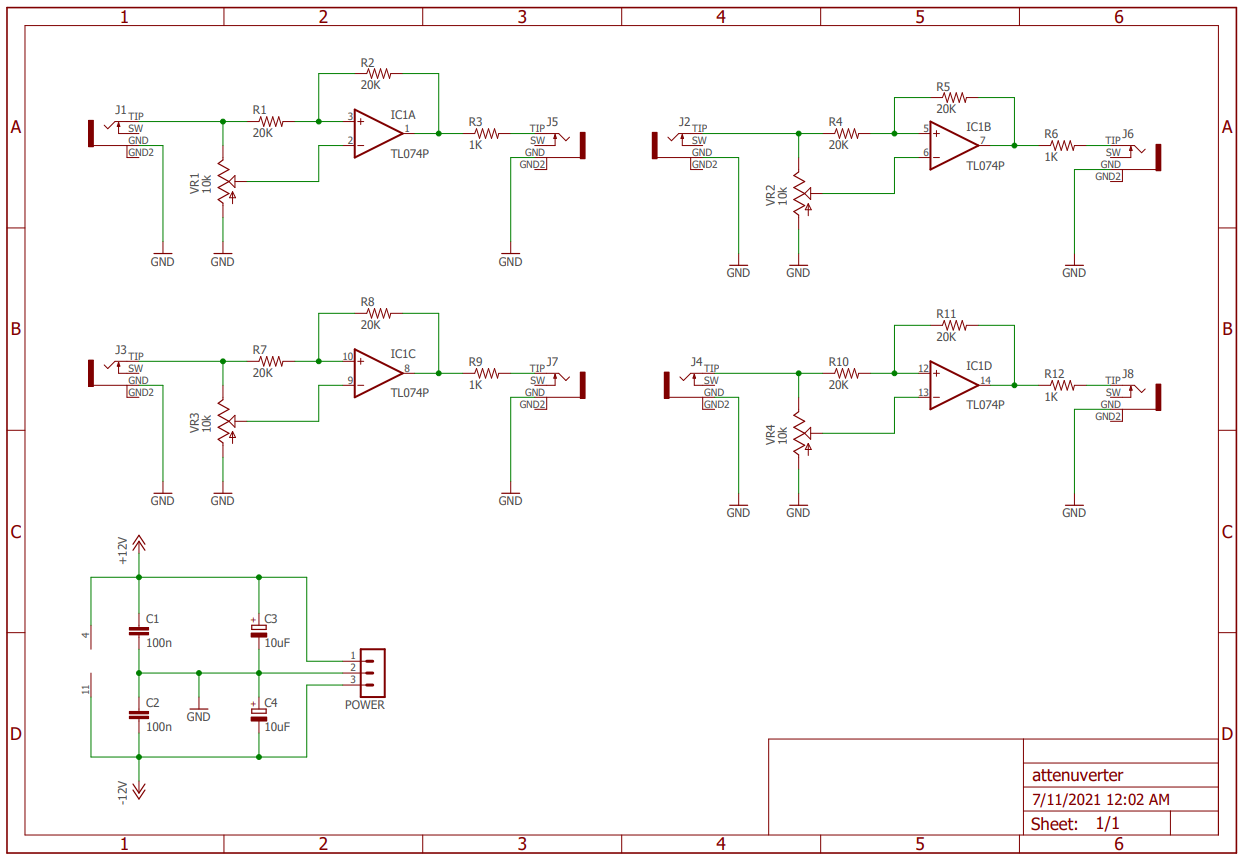 1 2 3 4 5 6
A A
B B
C C
D D
J1
TIP
SW
GND
GND2
R1
20K
R2
20K
3
+
2
-
IC1A
1
TL074P
R3
1K
TIP
SW
GND
GND2
J5
VR1
10k
GND
GND
GND
J2
TIP
SW
GND
GND2
R4
20K
R5
20K
5
+
6
-
IC1B
7
TL074P
R6
1K
TIP
SW
GND
GND2
J6
VR2
10k
GND
GND
GND
J3
TIP
SW
GND
GND2
R7
20K
R8
20K
10
+
9
-
IC1C
8
TL074P
R9
1K
TIP
SW
GND
GND2
J7
VR3
10k
GND
GND
GND
J4
TIP
SW
GND
GND2
R10
20K
R11
20K
12
+
13
-
IC1D
14
TL074P
R12
1K
TIP
SW
GND
GND2
J8
VR4
10k
GND
GND
GND
+12V
4
11
C1
100n
C2
100n
GND
+
C3
10uF
+
C4
10uF
1
2
3
POWER
-12V
attenuverter
7/11/2021 12:02 AM
Sheet: 1/1
1 2 3 4 5 6